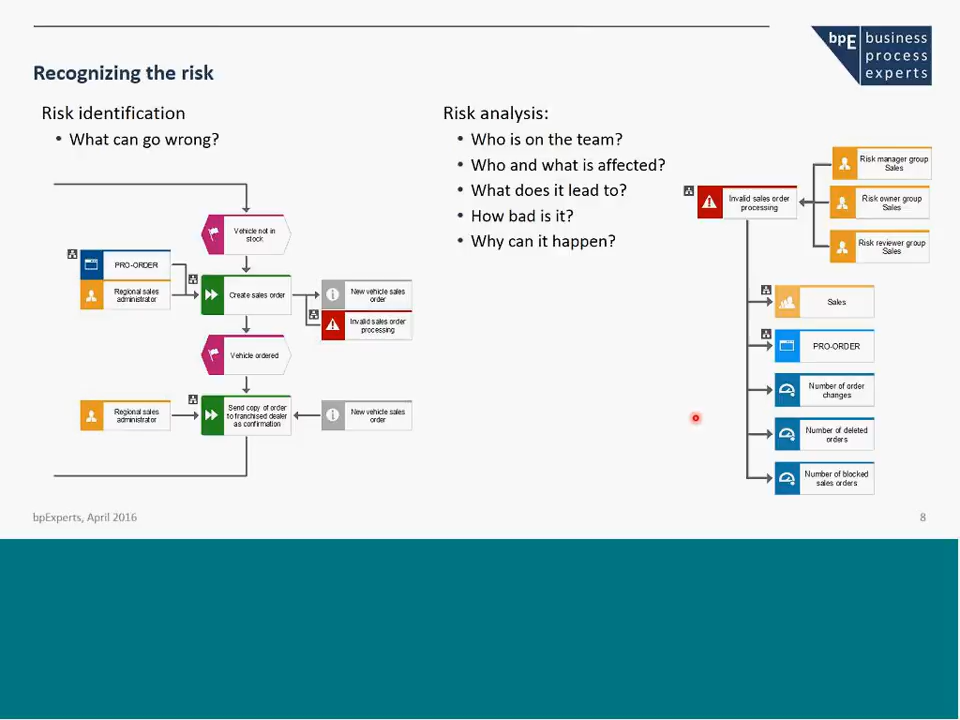 bpE business
process
experts
Recognizing the risk
Risk identification
• What can go wrong?
Vehicle not in
stock
PRO-ORDER
Regional sales
administrator
Create sales order
New vehicle sales
order
Invalid sales order
processing
Vehicle ordered
Regional sales
administrator
Send copy of order
to franchised dealer
as confirmation
New vehicle sales
order
Risk analysis:
• Who is on the team?
• Who and what is affected?
• What does it lead to?
• How bad is it?
• Why can it happen?
Invalid sales order
processing
Risk manager group
Sales
Risk owner group
Sales
Risk reviewer group
Sales
Sales
PRO-ORDER
Number of order
changes
Number of deleted
orders
Number of blocked
sales orders
bpExperts, April 2016
8